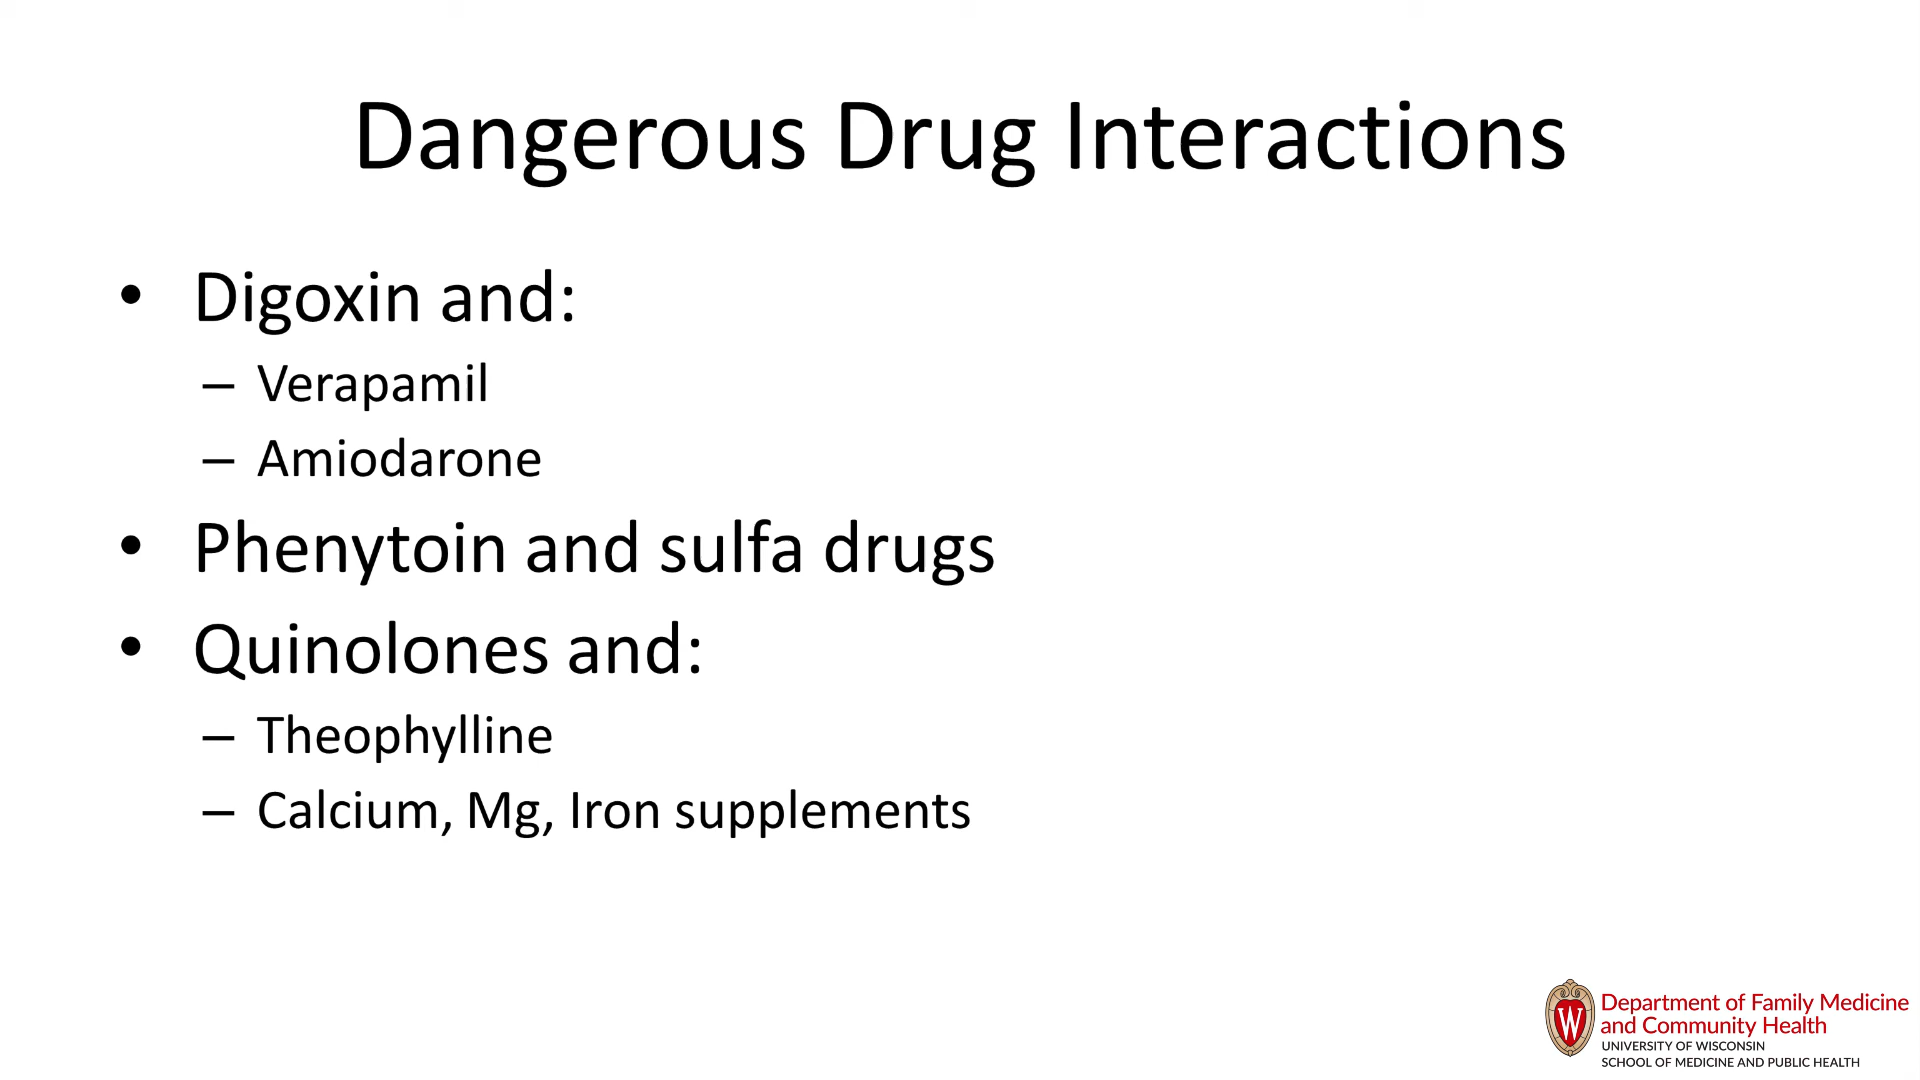 Dangerous Drug Interactions
• Digoxin and:
– Verapamil
– Amiodarone
• Phenytoin and sulfa drugs
• Quinolones and:
– Theophylline
– Calcium, Mg, Iron supplements
W
Department of Family Medicine
and Community Health
UNIVERSITY OF WISCONSIN
SCHOOL OF MEDICINE AND PUBLIC HEALTH